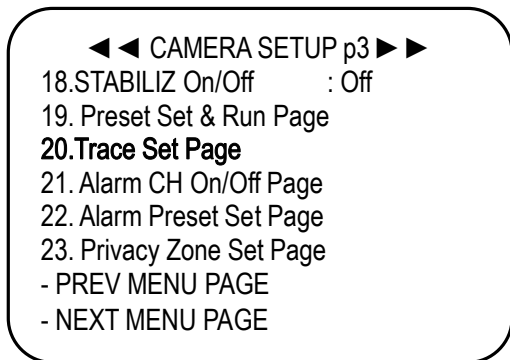 ◄◄ CAMERA SETUP p3 ►►
18.STABILIZ On/Off : Off
19. Preset Set & Run Page
20.Trace Set Page
21. Alarm CH On/Off Page
22. Alarm Preset Set Page
23. Privacy Zone Set Page
- PREV MENU PAGE
- NEXT MENU PAGE